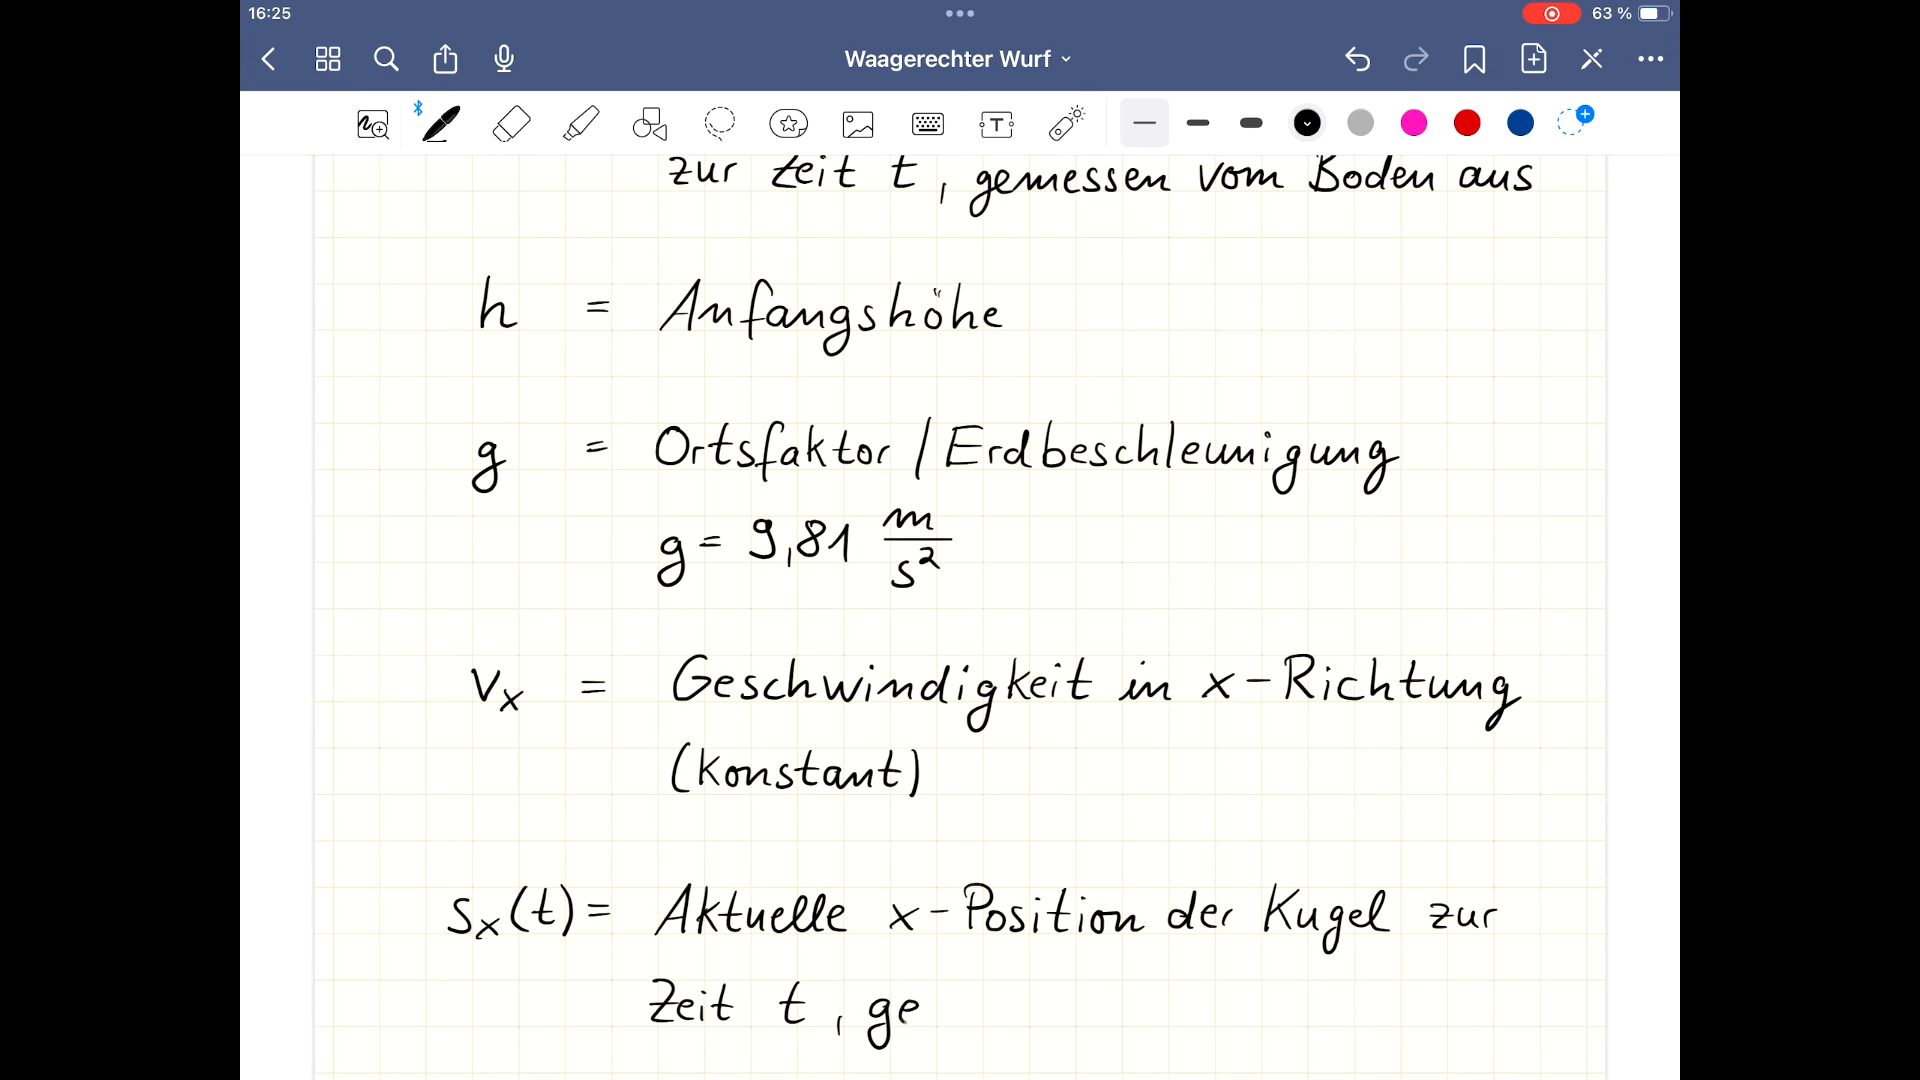 16:25
63 %
Waagerechter Wurf
zur Zeit t, gemessen vom Boden aus
h = Anfangshöhe
g = Ortsfaktor / Erdbeschleunigung
g = 9,81 m/s²
vₓ = Geschwindigkeit in x-Richtung
(konstant)
sₓ(t) = Aktuelle x-Position der Kugel zur
Zeit t, ge